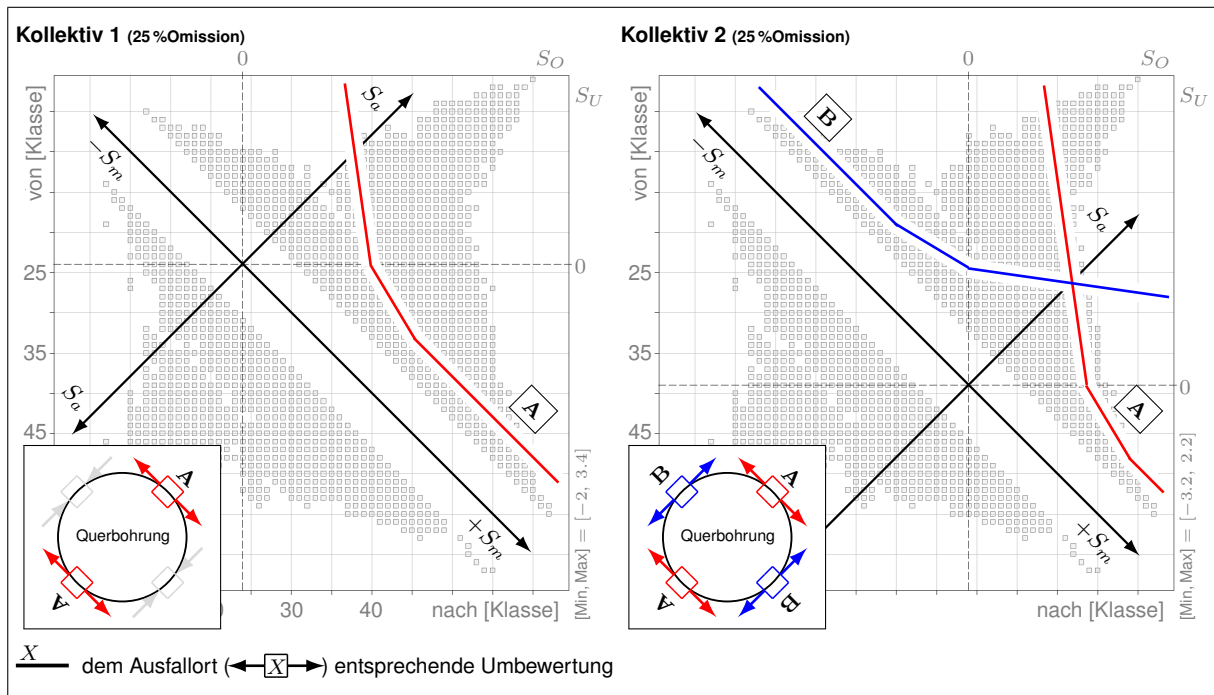 Kollektiv 1 (25 %Omission)
0
S_O
S_U
von [Klasse]
25
35
45
0
–S_m
S_a
S_a
+S_m
A
A
Querbohrung
A
30
40
nach [Klasse]
[Min, Max] = [−2, 3.4]
Kollektiv 2 (25 %Omission)
0
S_O
S_U
von [Klasse]
25
35
45
0
B
–S_m
S_a
+S_m
A
B
A
Querbohrung
A
B
nach [Klasse]
[Min, Max] = [−3.2, 2.2]
X dem Ausfallort (X) entsprechende Umbewertung